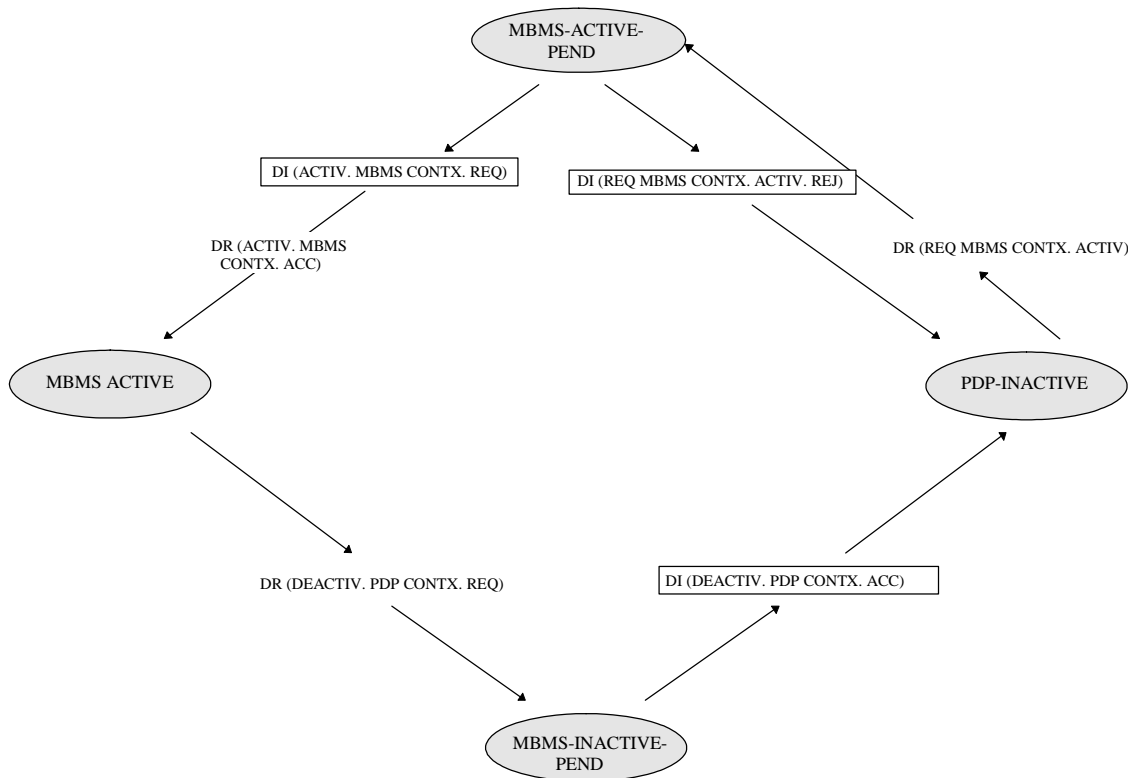 MBMS-ACTIVE-
PEND
DI (ACTIV. MBMS CONTX. REQ)
DI (REQ MBMS CONTX. ACTIV. REJ)
DR (ACTIV. MBMS
CONTX. ACC)
DR (REQ MBMS CONTX. ACTIV)
MBMS ACTIVE
PDP-INACTIVE
DR (DEACTIV. PDP CONTX. REQ)
DI (DEACTIV. PDP CONTX. ACC)
MBMS-INACTIVE-
PEND